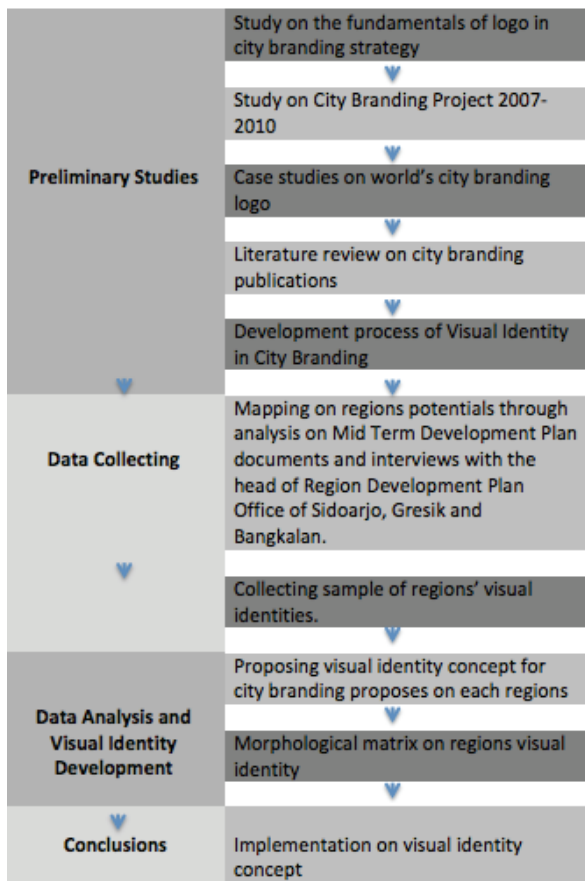 Study on the fundamentals of logo in
city branding strategy
Study on City Branding Project 2007-
2010
Preliminary Studies
Case studies on world's city branding
logo
Literature review on city branding
publications
Development process of Visual Identity
in City Branding
Data Collecting
Mapping on regions potentials through
analysis on Mid Term Development Plan
documents and interviews with the
head of Region Development Plan
Office of Sidoarjo, Gresik and
Bangkalan.
Collecting sample of regions' visual
identities.
Data Analysis and
Visual Identity
Development
Proposing visual identity concept for
city branding proposes on each regions
Morphological matrix on regions visual
identity
Conclusions
Implementation on visual identity
concept